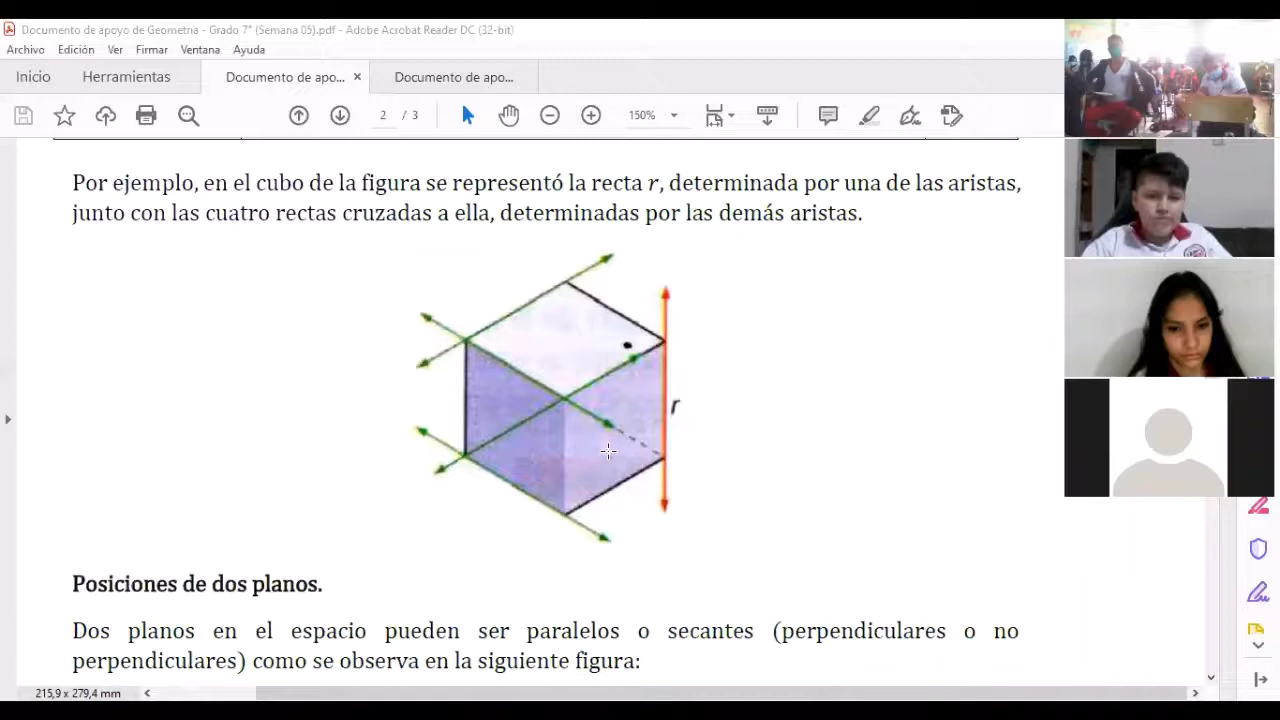 Documento de apoyo de Geometría - Grado 7° (Semana 05).pdf - Adobe Acrobat Reader DC (32-bit)
Archivo Edición Ver Firmar Ventana Ayuda
Inicio Herramientas Documento de apo... × Documento de apo...
2 / 3 150%
Por ejemplo, en el cubo de la figura se representó la recta r, determinada por una de las aristas,
junto con las cuatro rectas cruzadas a ella, determinadas por las demás aristas.
r
Posiciones de dos planos.
Dos planos en el espacio pueden ser paralelos o secantes (perpendiculares o no
perpendiculares) como se observa en la siguiente figura:
215,9 x 279,4 mm